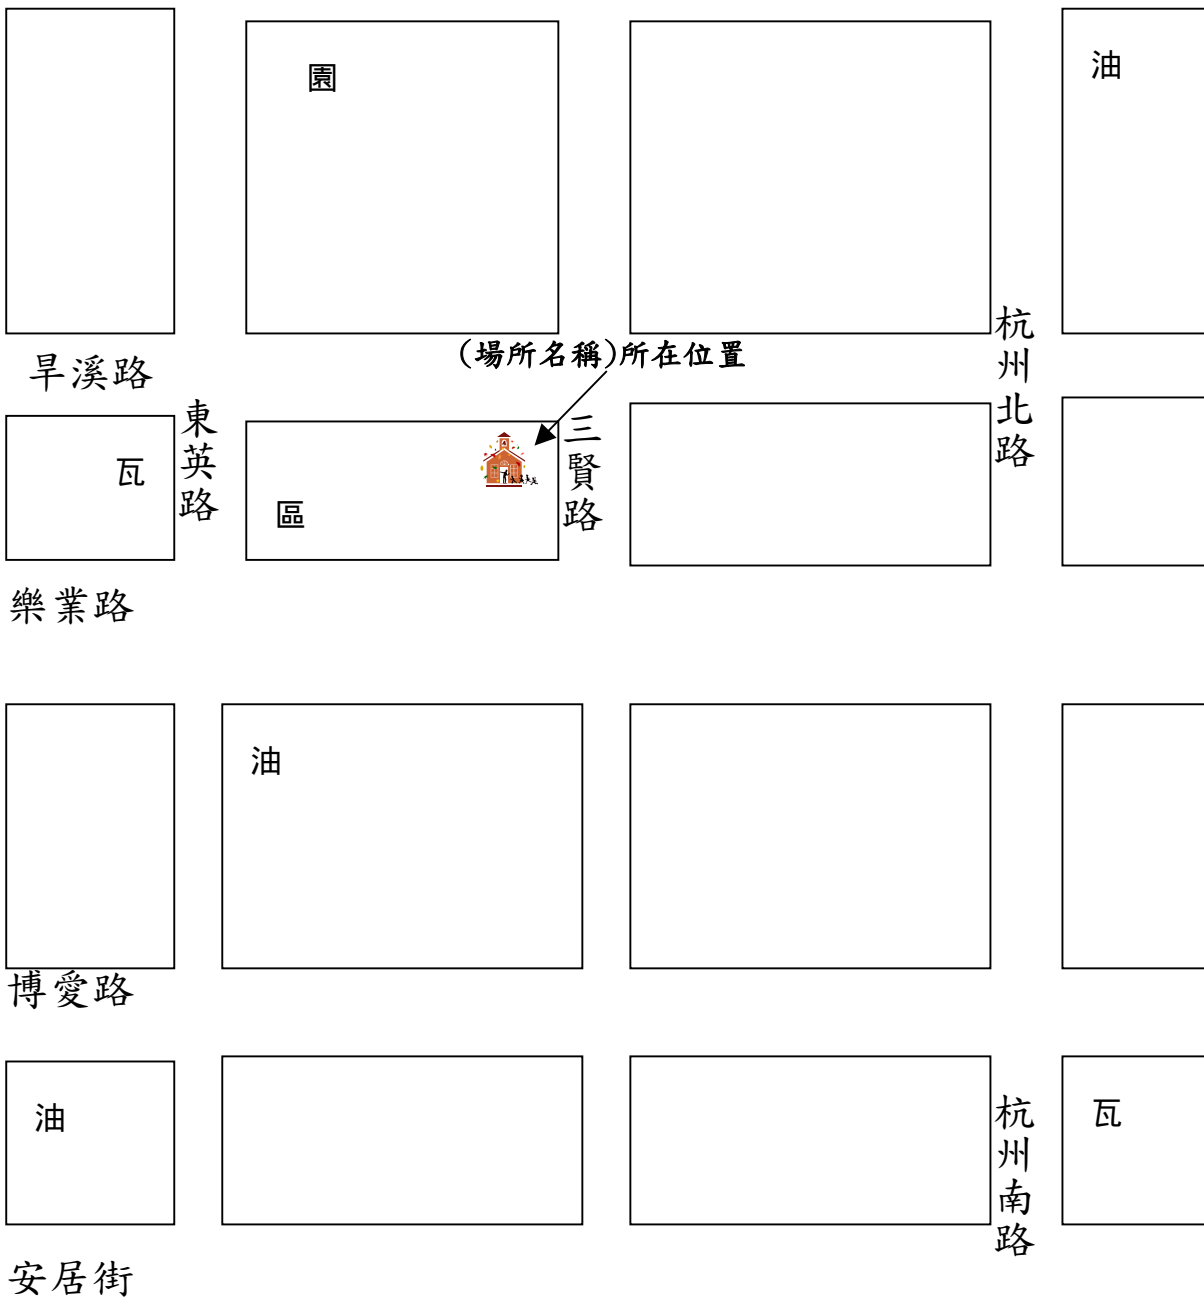 園
油
杭州北路
(場所名稱)所在位置
旱溪路
東英路
三賢路
瓦
區
樂業路
油
博愛路
油
杭州南路
瓦
安居街